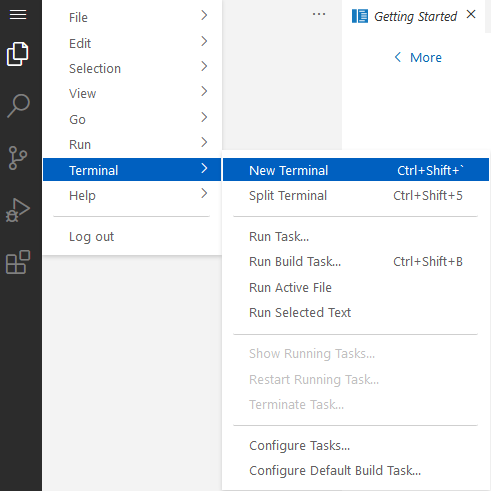 File
Edit
Selection
View
Go
Run
Terminal
Help
Log out
... Getting Started
More
New Terminal Ctrl+Shift+`
Split Terminal Ctrl+Shift+5
Run Task...
Run Build Task... Ctrl+Shift+B
Run Active File
Run Selected Text
Show Running Tasks...
Restart Running Task...
Terminate Task...
Configure Tasks...
Configure Default Build Task...